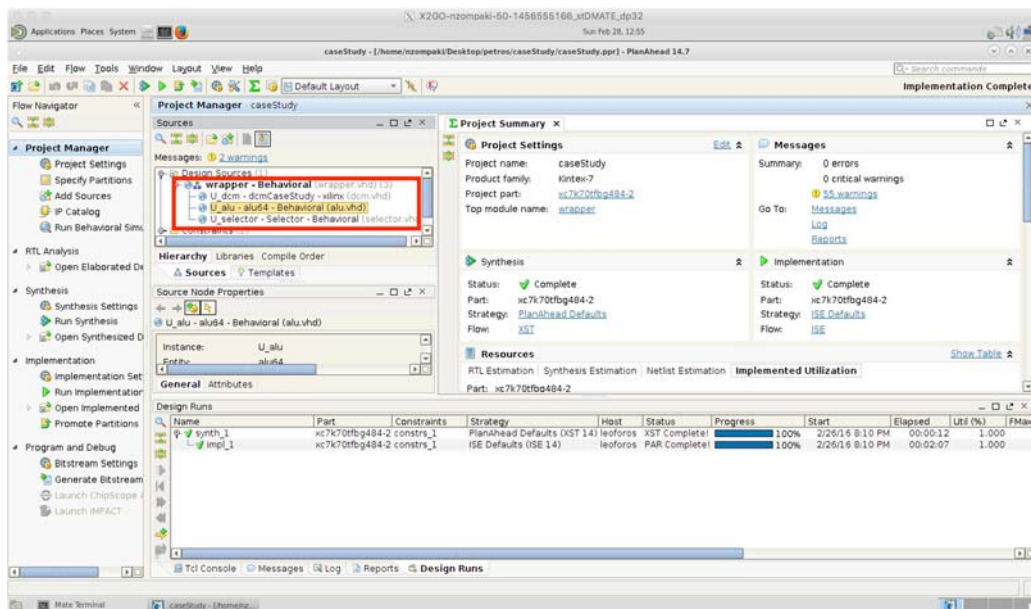 X2GO-nzompaki-50-1456555166_stDMATE_dp32
Applications Places System
Sun Feb 28, 12:55
caseStudy - [/home/nzompaki/Desktop/petros/caseStudy/caseStudy.ppr] - PlanAhead 14.7
File Edit Flow Tools Window Layout View Help
Search commands
Default Layout
Implementation Complete
Flow Navigator
Project Manager
Project Settings
Specify Partitions
Add Sources
IP Catalog
Run Behavioral Simu
RTL Analysis
Open Elaborated De
Synthesis
Synthesis Settings
Run Synthesis
Open Synthesized D
Implementation
Implementation Set
Run Implementation
Open Implemented
Promote Partitions
Program and Debug
Bitstream Settings
Generate Bitstream
Launch ChipScope A
Launch iMPACT
Project Manager - caseStudy
Sources
Messages: 2 warnings
Design Sources (1)
wrapper - Behavioral (wrapper.vhd) (3)
U_dcm - dcmCaseStudy - xilinx (dcm.vhd)
U_alu - alu64 - Behavioral (alu.vhd)
U_selector - Selector - Behavioral (selector.vhd
Constraints (1)
Hierarchy Libraries Compile Order
Sources Templates
Source Node Properties
U_alu - alu64 - Behavioral (alu.vhd)
Instance: U_alu
Entity: alu64
General Attributes
Project Summary
Project Settings Edit
Project name: caseStudy
Product family: Kintex-7
Project part: xc7k70tfbg484-2
Top module name: wrapper
Messages
Summary: 0 errors
0 critical warnings
55 warnings
Go To: Messages
Log
Reports
Synthesis
Status: Complete
Part: xc7k70tfbg484-2
Strategy: PlanAhead Defaults
Flow: XST
Implementation
Status: Complete
Part: xc7k70tfbg484-2
Strategy: ISE Defaults
Flow: ISE
Resources Show Table
RTL Estimation Synthesis Estimation Netlist Estimation Implemented Utilization
Part: xc7k70tfbg484-2
Design Runs
Name Part Constraints Strategy Host Status Progress Start Elapsed Util (%) FMax
synth_1 xc7k70tfbg484-2 constrs_1 PlanAhead Defaults (XST 14) leoforos XST Complete! 100% 2/26/16 8:10 PM 00:00:12 1.000
impl_1 xc7k70tfbg484-2 constrs_1 ISE Defaults (ISE 14) leoforos PAR Complete! 100% 2/26/16 8:10 PM 00:02:07 1.000
Tcl Console Messages Log Reports Design Runs
Mate Terminal
caseStudy - [/home/nz...